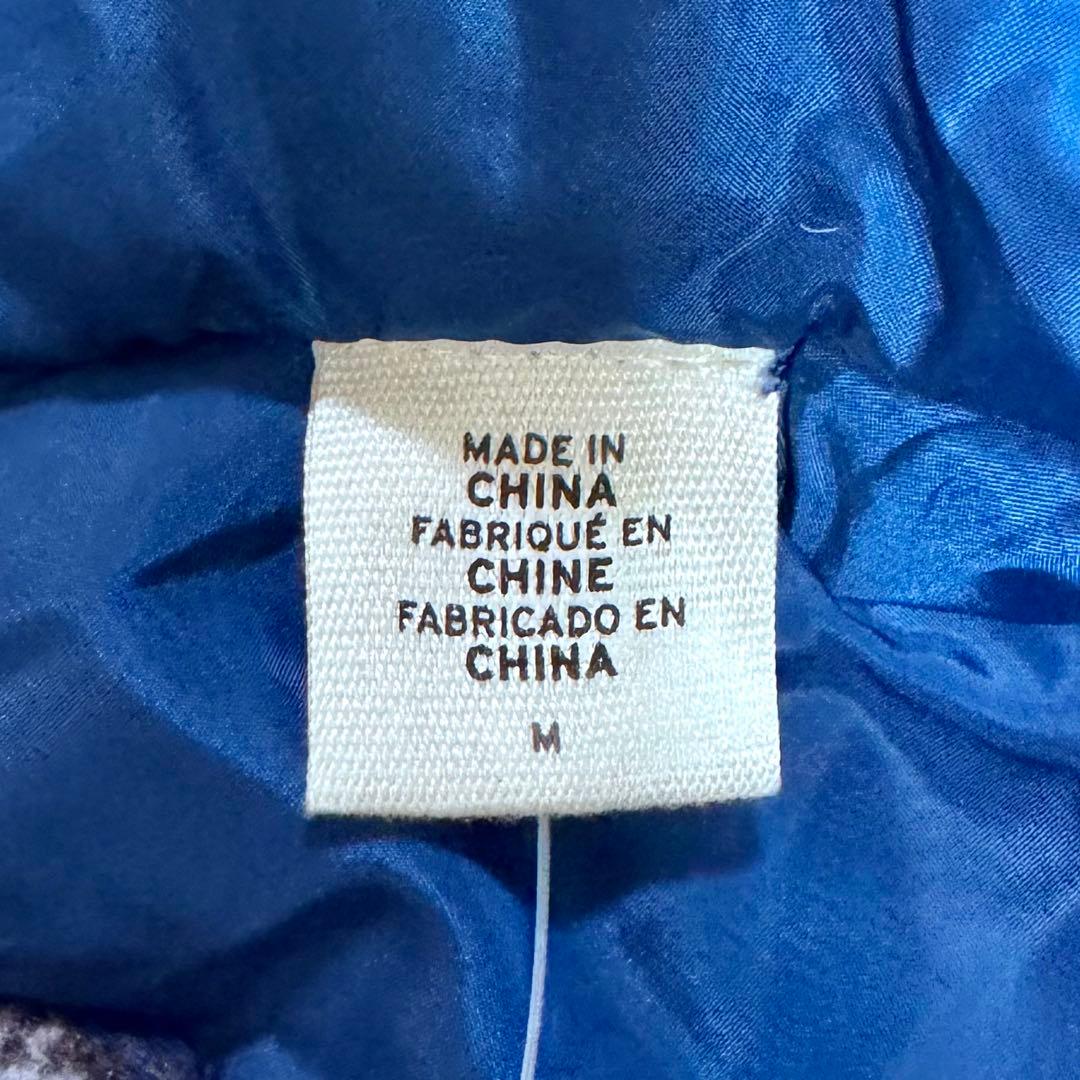 MADE IN
CHINA
FABRIQUÉ EN
CHINE
FABRICADO EN
CHINA
M